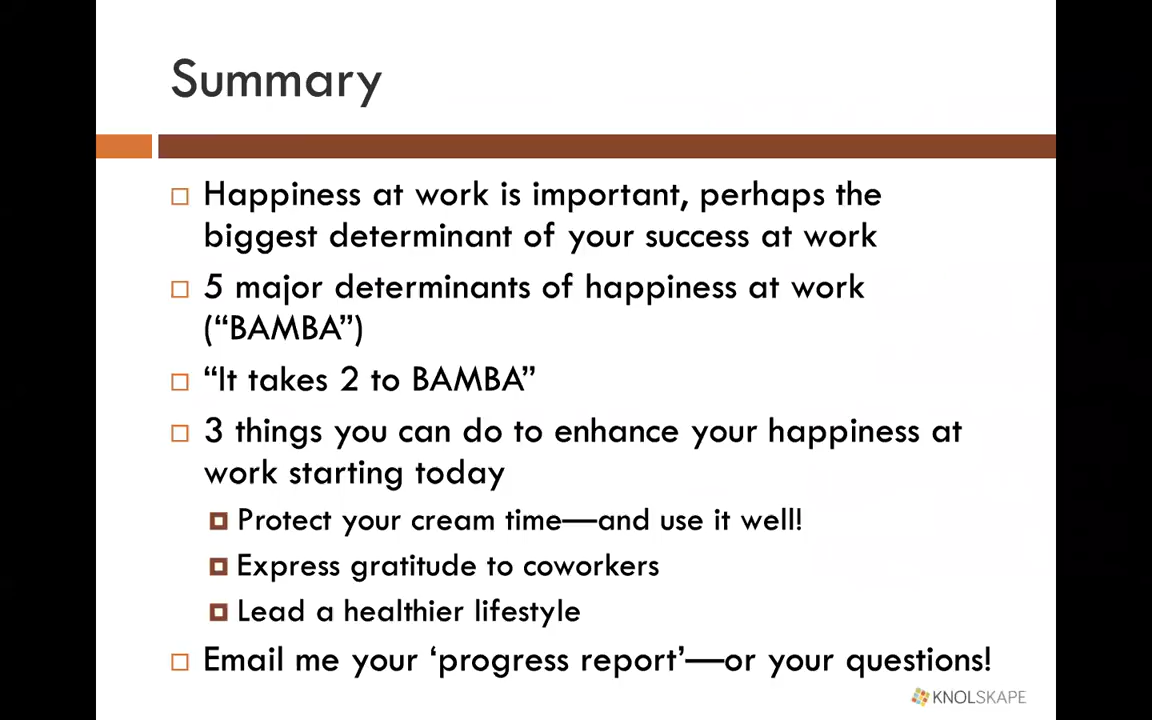 Summary
Happiness at work is important, perhaps the
biggest determinant of your success at work
5 major determinants of happiness at work
(“BAMBA”)
“It takes 2 to BAMBA”
3 things you can do to enhance your happiness at
work starting today
Protect your cream time—and use it well!
Express gratitude to coworkers
Lead a healthier lifestyle
Email me your ‘progress report’—or your questions!
KNOLSKAPE